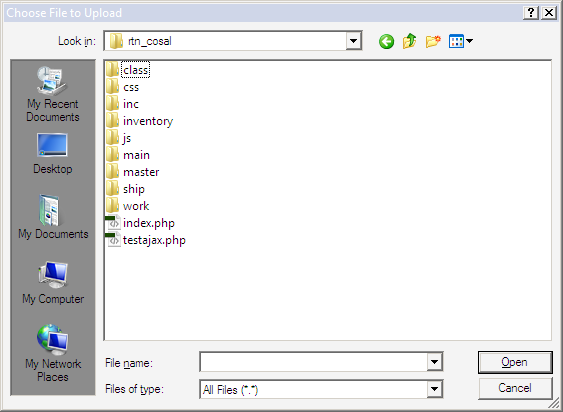 Choose File to Upload
Look in: rtn_cosal
class
css
inc
inventory
js
main
master
ship
work
index.php
testajax.php
My Recent
Documents
Desktop
My Documents
My Computer
My Network
Places
File name: Open
Files of type: All Files (*.*) Cancel